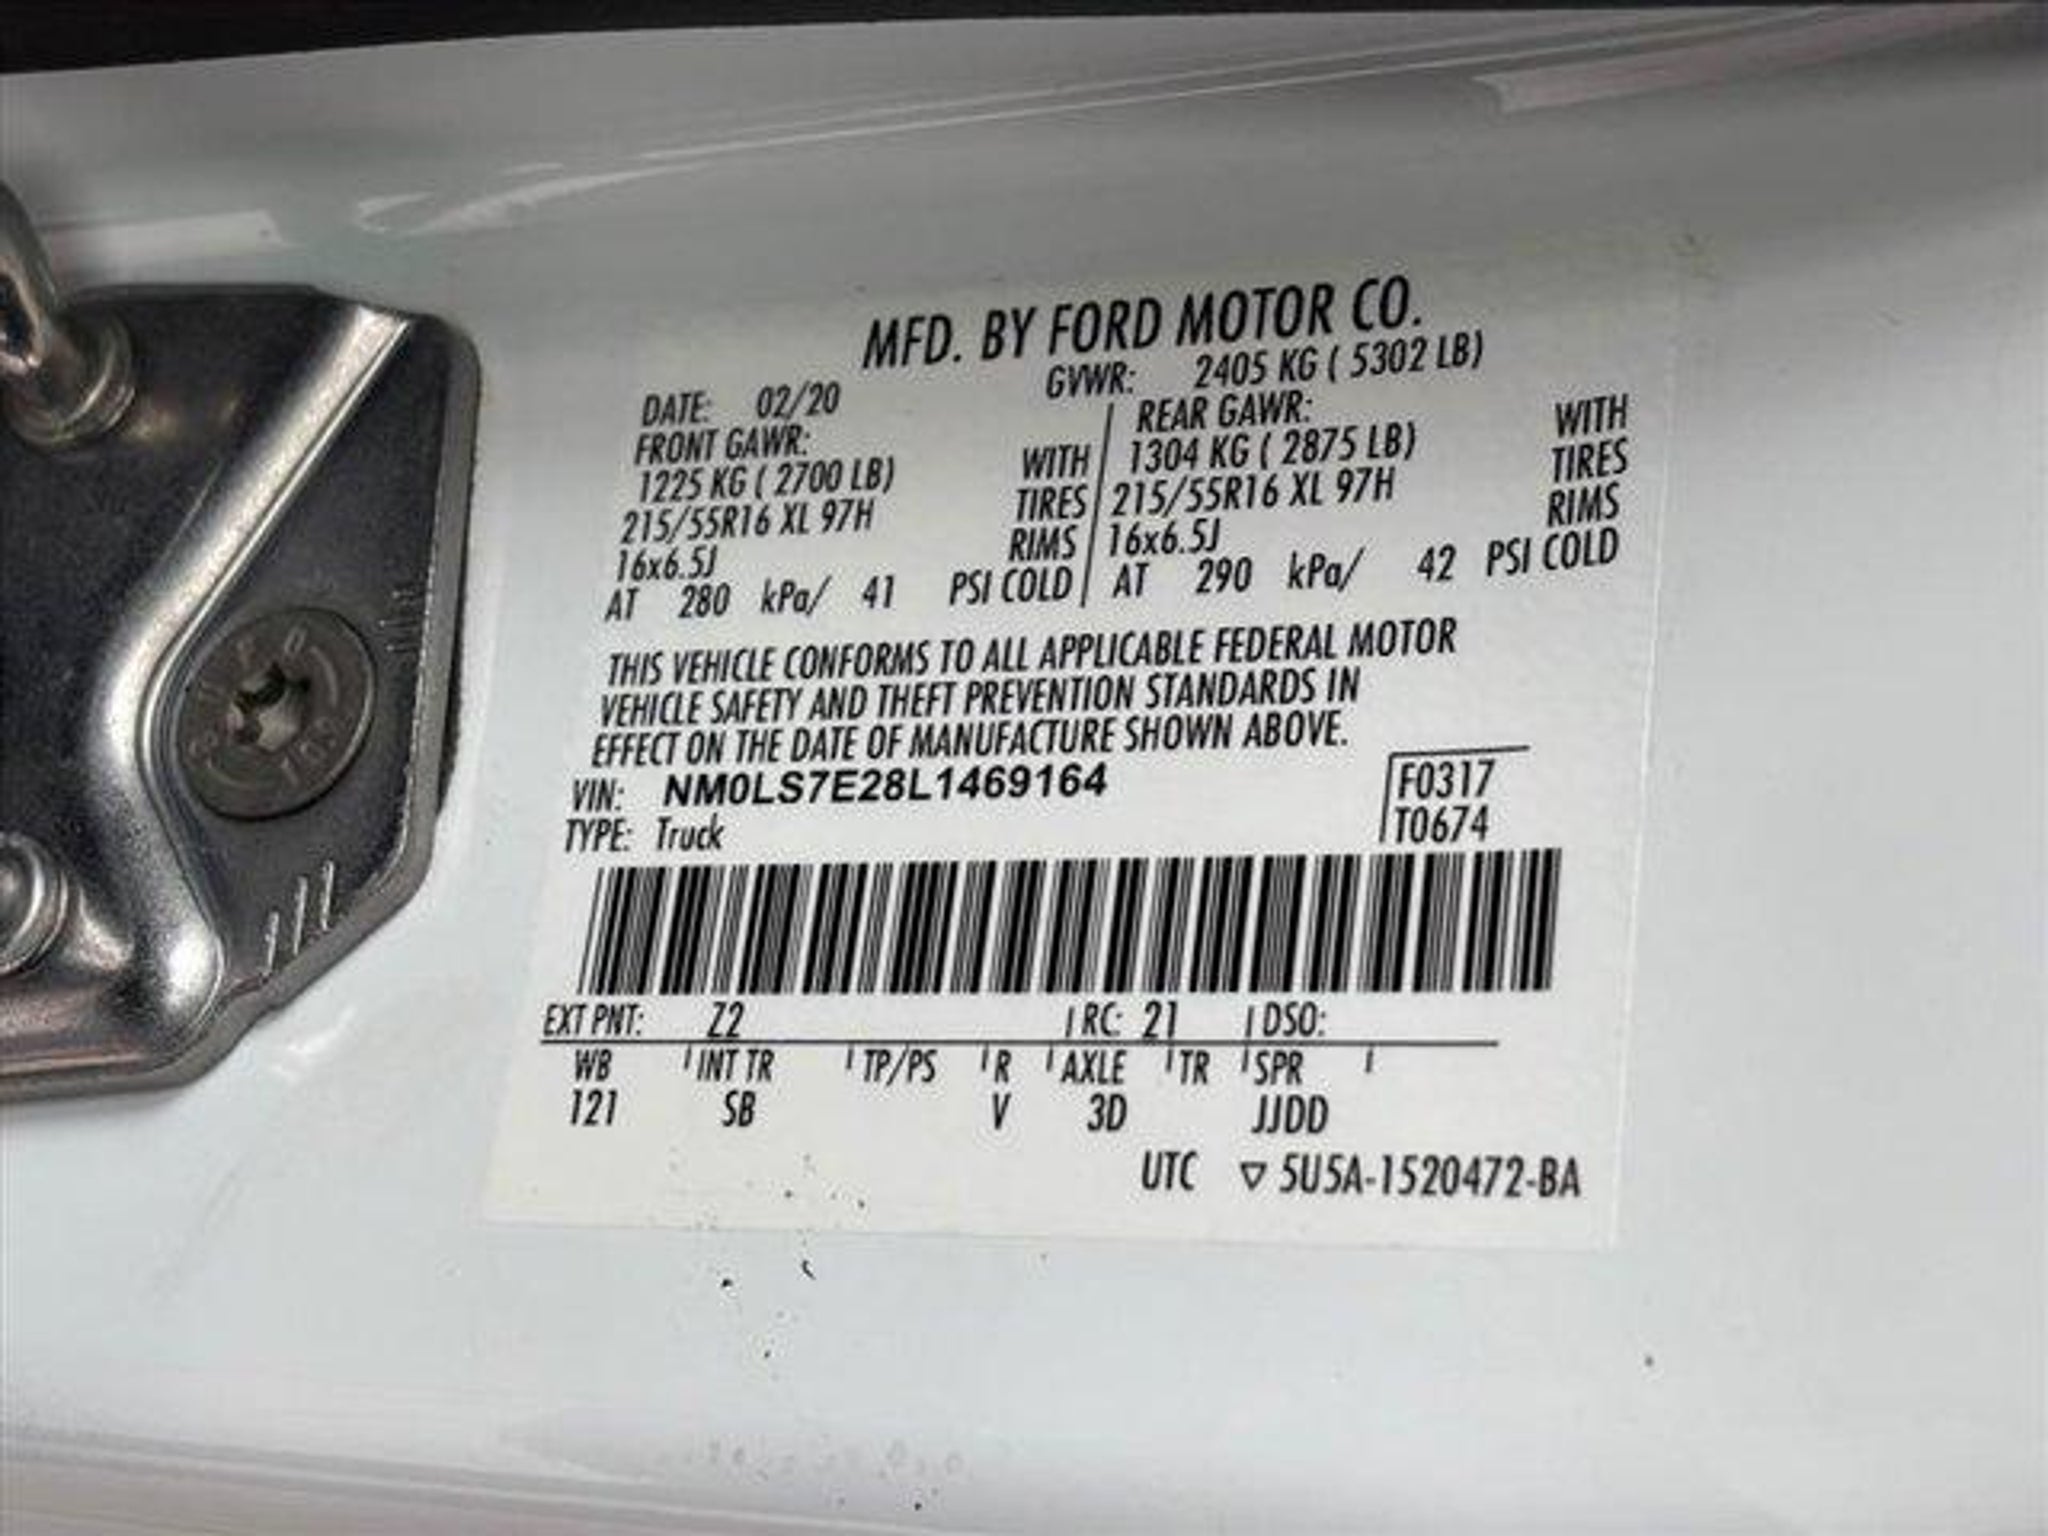 MFD. BY FORD MOTOR CO.
DATE: 02/20 GVWR: 2405 KG ( 5302 LB)
FRONT GAWR: REAR GAWR:
1225 KG ( 2700 LB) WITH 1304 KG ( 2875 LB) WITH
215/55R16 XL 97H TIRES 215/55R16 XL 97H TIRES
16x6.5J RIMS 16x6.5J RIMS
AT 280 kPa/ 41 PSI COLD AT 290 kPa/ 42 PSI COLD
THIS VEHICLE CONFORMS TO ALL APPLICABLE FEDERAL MOTOR
VEHICLE SAFETY AND THEFT PREVENTION STANDARDS IN
EFFECT ON THE DATE OF MANUFACTURE SHOWN ABOVE.
VIN: NM0LS7E28L1469164 F0317
TYPE: Truck T0674
EXT PNT: Z2 RC: 21 DSO:
WB INT TR TP/PS R AXLE TR SPR
121 SB V 3D JJDD
UTC ▽ 5U5A-1520472-BA